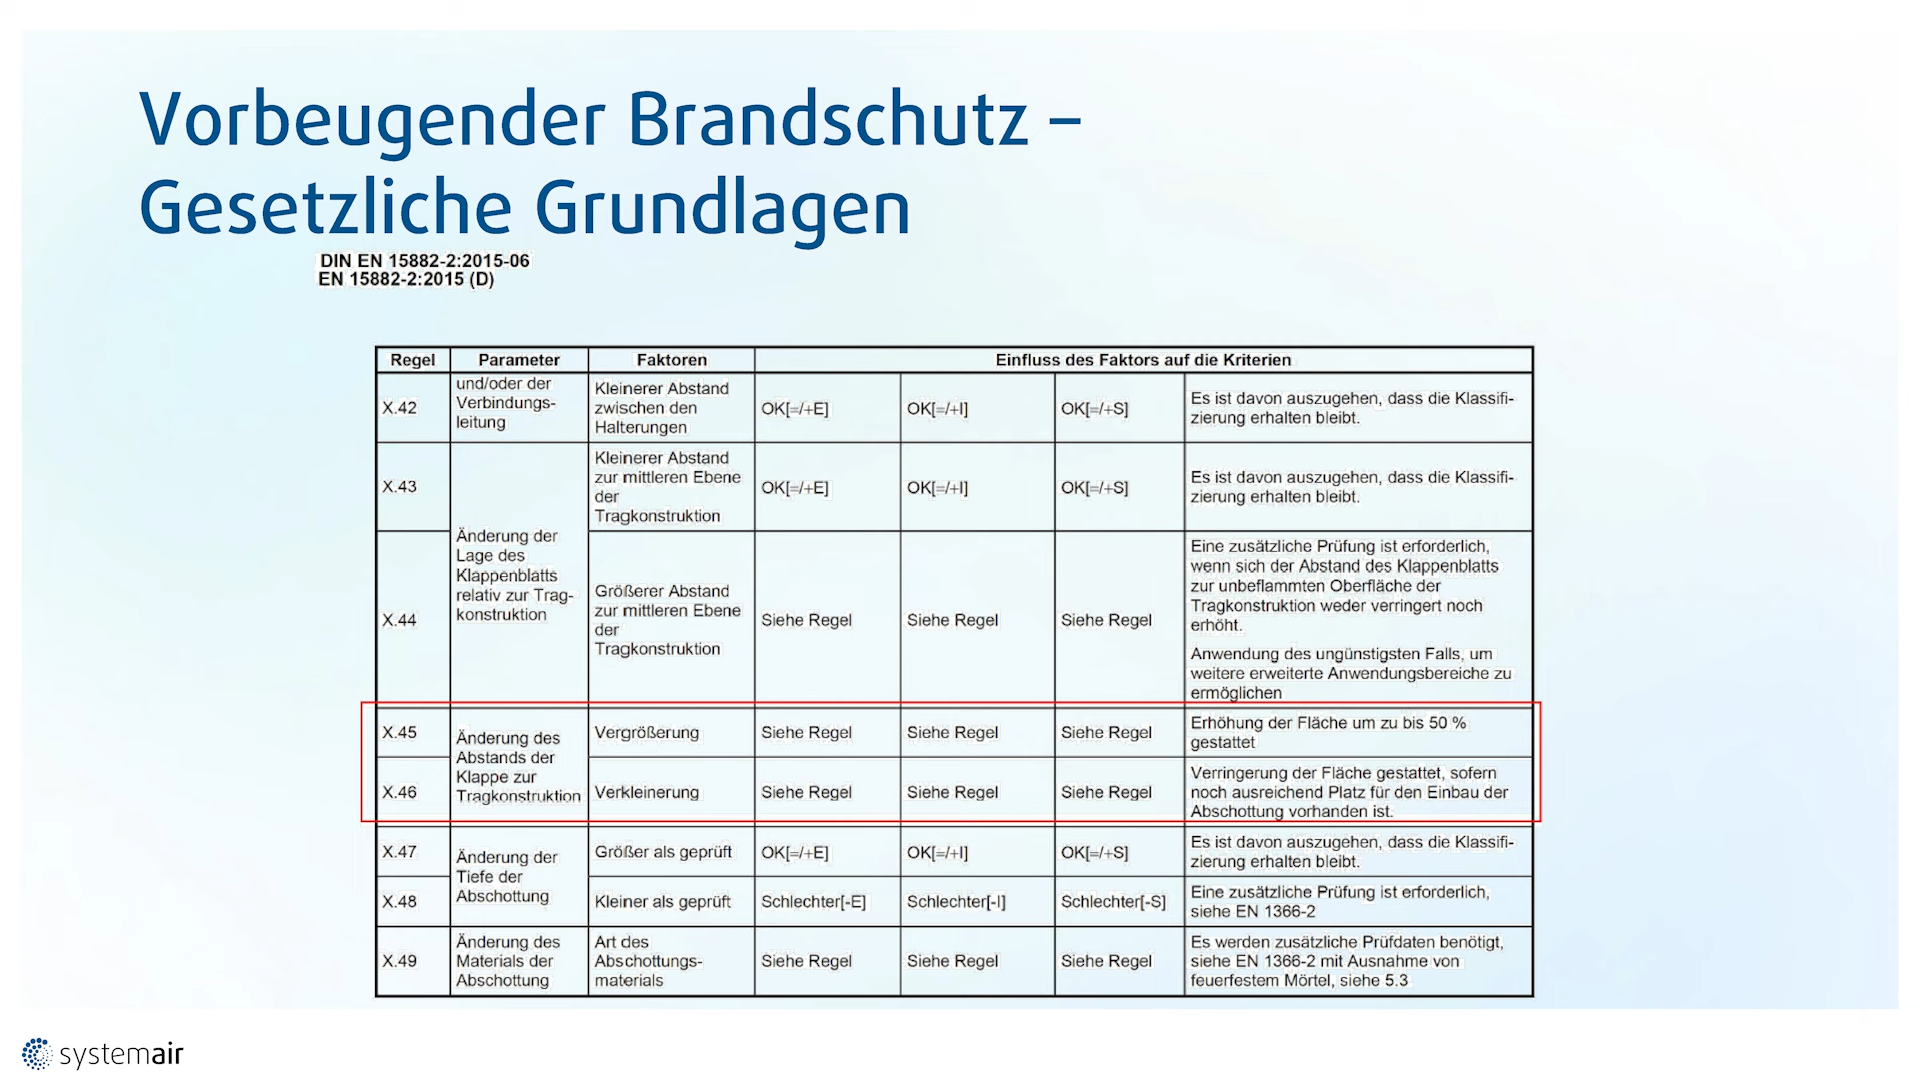 Vorbeugender Brandschutz –
Gesetzliche Grundlagen
DIN EN 15882-2:2015-06
EN 15882-2:2015 (D)
Regel Parameter Faktoren Einfluss des Faktors auf die Kriterien
X.42
und/oder der
Verbindungs-
leitung
Kleinerer Abstand
zwischen den
Halterungen
OK[=/+E]
OK[=/+I]
OK[=/+S]
Es ist davon auszugehen, dass die Klassifi-
zierung erhalten bleibt.
X.43
Änderung der
Lage des
Klappenblatts
relativ zur Trag-
konstruktion
Kleinerer Abstand
zur mittleren Ebene
der
Tragkonstruktion
OK[=/+E]
OK[=/+I]
OK[=/+S]
Es ist davon auszugehen, dass die Klassifi-
zierung erhalten bleibt.
X.44
Größerer Abstand
zur mittleren Ebene
der
Tragkonstruktion
Siehe Regel
Siehe Regel
Siehe Regel
Eine zusätzliche Prüfung ist erforderlich,
wenn sich der Abstand des Klappenblatts
zur unbeflammten Oberfläche der
Tragkonstruktion weder verringert noch
erhöht.
Anwendung des ungünstigsten Falls, um
weitere erweiterte Anwendungsbereiche zu
ermöglichen
X.45
Änderung des
Abstands der
Klappe zur
Tragkonstruktion
Vergrößerung
Siehe Regel
Siehe Regel
Siehe Regel
Erhöhung der Fläche um zu bis 50 %
gestattet
X.46
Verkleinerung
Siehe Regel
Siehe Regel
Siehe Regel
Verringerung der Fläche gestattet, sofern
noch ausreichend Platz für den Einbau der
Abschottung vorhanden ist.
X.47
Änderung der
Tiefe der
Abschottung
Größer als geprüft
OK[=/+E]
OK[=/+I]
OK[=/+S]
Es ist davon auszugehen, dass die Klassifi-
zierung erhalten bleibt.
X.48
Kleiner als geprüft
Schlechter[-E]
Schlechter[-I]
Schlechter[-S]
Eine zusätzliche Prüfung ist erforderlich,
siehe EN 1366-2
X.49
Änderung des
Materials der
Abschottung
Art des
Abschottungs-
materials
Siehe Regel
Siehe Regel
Siehe Regel
Es werden zusätzliche Prüfdaten benötigt,
siehe EN 1366-2 mit Ausnahme von
feuerfestem Mörtel, siehe 5.3
systemair